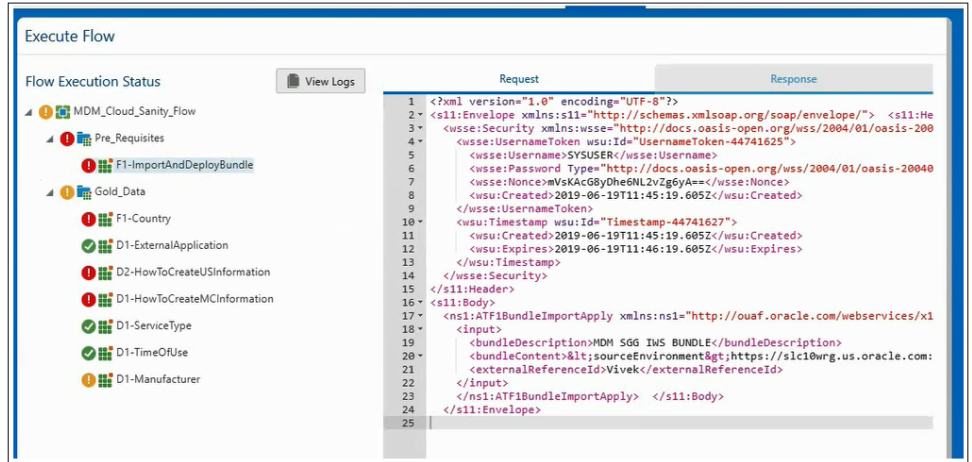 Execute Flow
Flow Execution Status
View Logs
MDM_Cloud_Sanity_Flow
Pre_Requisites
F1-ImportAndDeployBundle
Gold_Data
F1-Country
D1-ExternalApplication
D2-HowToCreateUSInformation
D1-HowToCreateMCInformation
D1-ServiceType
D1-TimeOfUse
D1-Manufacturer
Request Response
1 <?xml version="1.0" encoding="UTF-8"?>
2 <s11:Envelope xmlns:s11="http://schemas.xmlsoap.org/soap/envelope/"> <s11:He
3 <wsse:Security xmlns:wsse="http://docs.oasis-open.org/wss/2004/01/oasis-200
4 <wsse:UsernameToken wsu:Id="UsernameToken-44741625">
5 <wsse:Username>SYSUSER</wsse:Username>
6 <wsse:Password Type="http://docs.oasis-open.org/wss/2004/01/oasis-20040
7 <wsse:Nonce>mVsKAcG8yDhe6NL2vZg6yA==</wsse:Nonce>
8 <wsu:Created>2019-06-19T11:45:19.605Z</wsu:Created>
9 </wsse:UsernameToken>
10 <wsu:Timestamp wsu:Id="Timestamp-44741627">
11 <wsu:Created>2019-06-19T11:45:19.605Z</wsu:Created>
12 <wsu:Expires>2019-06-19T11:46:19.605Z</wsu:Expires>
13 </wsu:Timestamp>
14 </wsse:Security>
15 </s11:Header>
16 <s11:Body>
17 <ns1:ATF1BundleImportApply xmlns:ns1="http://ouaf.oracle.com/webservices/x1
18 <input>
19 <bundleDescription>MDM SGG IWS BUNDLE</bundleDescription>
20 <bundleContent>&lt;sourceEnvironment&gt;https://slc10wrg.us.oracle.com:
21 <externalReferenceId>Vivek</externalReferenceId>
22 </input>
23 </ns1:ATF1BundleImportApply> </s11:Body>
24 </s11:Envelope>
25